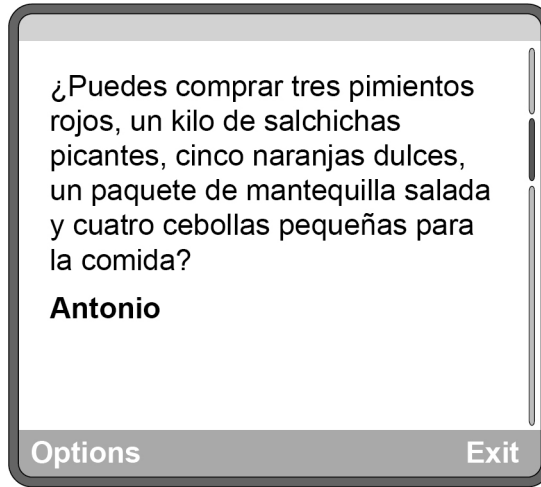 ¿Puedes comprar tres pimientos
rojos, un kilo de salchichas
picantes, cinco naranjas dulces,
un paquete de mantequilla salada
y cuatro cebollas pequeñas para
la comida?
Antonio
Options Exit